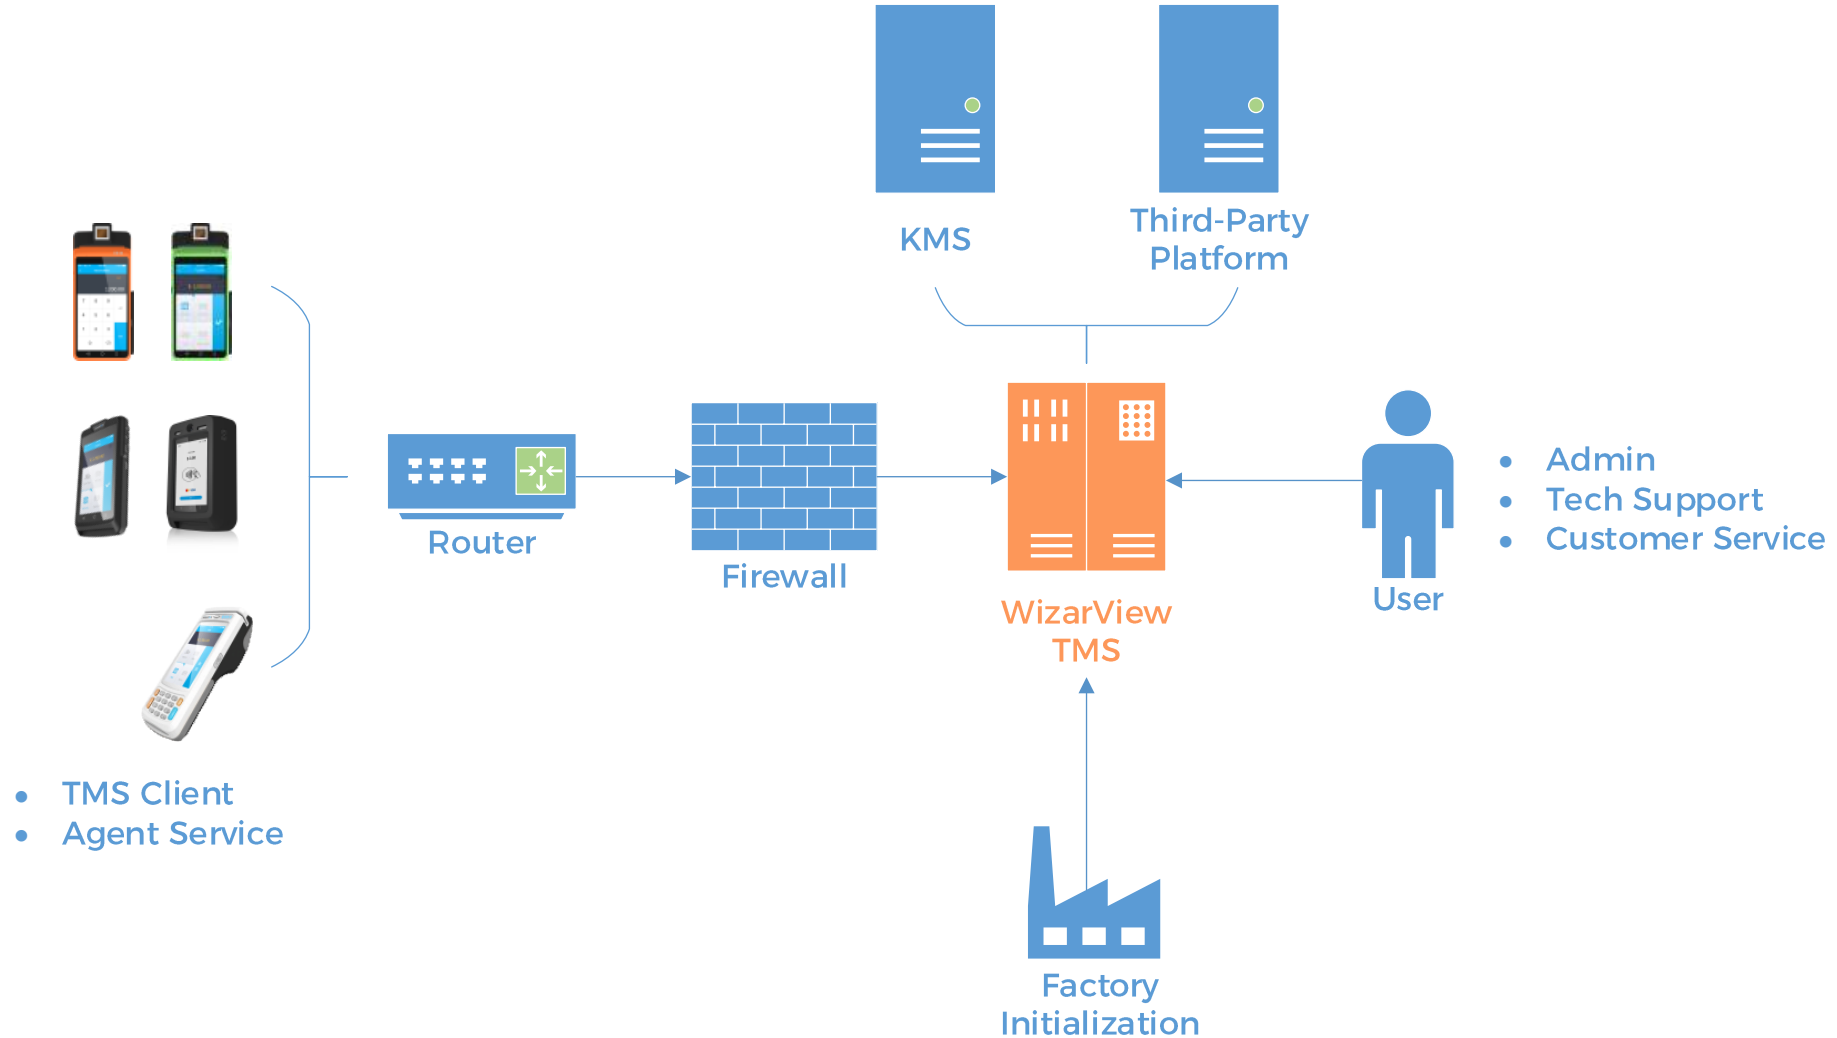 KMS
Third-Party
Platform
Router
Firewall
WizarView
TMS
User
• Admin
• Tech Support
• Customer Service
• TMS Client
• Agent Service
Factory
Initialization